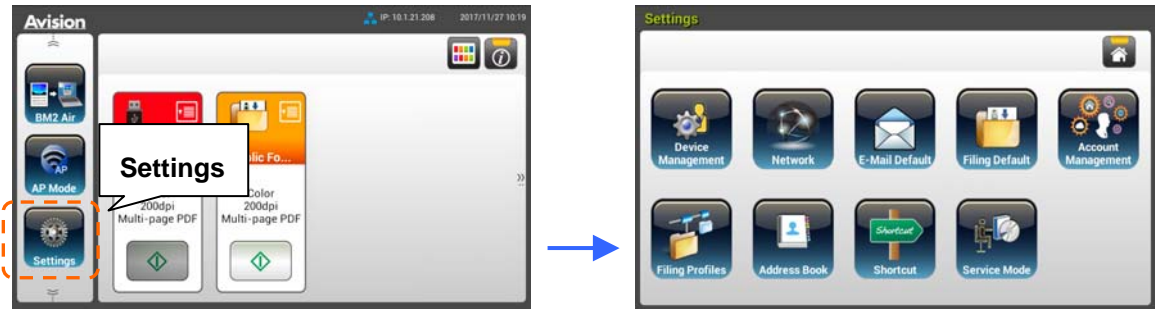 Avision
IP: 10.1.21.208 2017/11/27 10:19
BM2 Air
AP
AP Mode
Settings
Settings
lic Fo...
200dpi
Multi-page PDF
Color
200dpi
Multi-page PDF
Settings
Device
Management
Network
E-Mail Default
Filing Default
Account
Management
Filing Profiles
Address Book
Shortcut
Shortcut
Service Mode